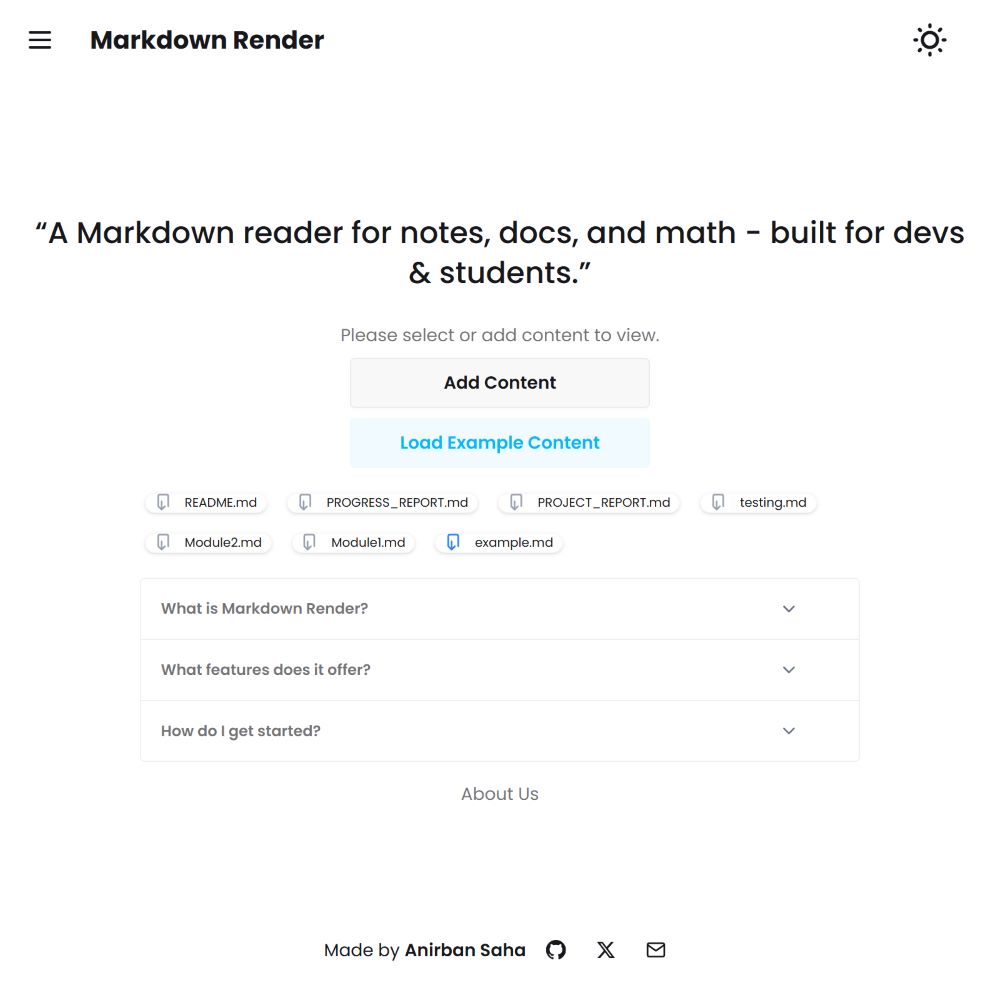 Markdown Render
“A Markdown reader for notes, docs, and math - built for devs
& students.”
Please select or add content to view.
Add Content
Load Example Content
README.md PROGRESS_REPORT.md PROJECT_REPORT.md testing.md
Module2.md Module1.md example.md
What is Markdown Render?
What features does it offer?
How do I get started?
About Us
Made by Anirban Saha